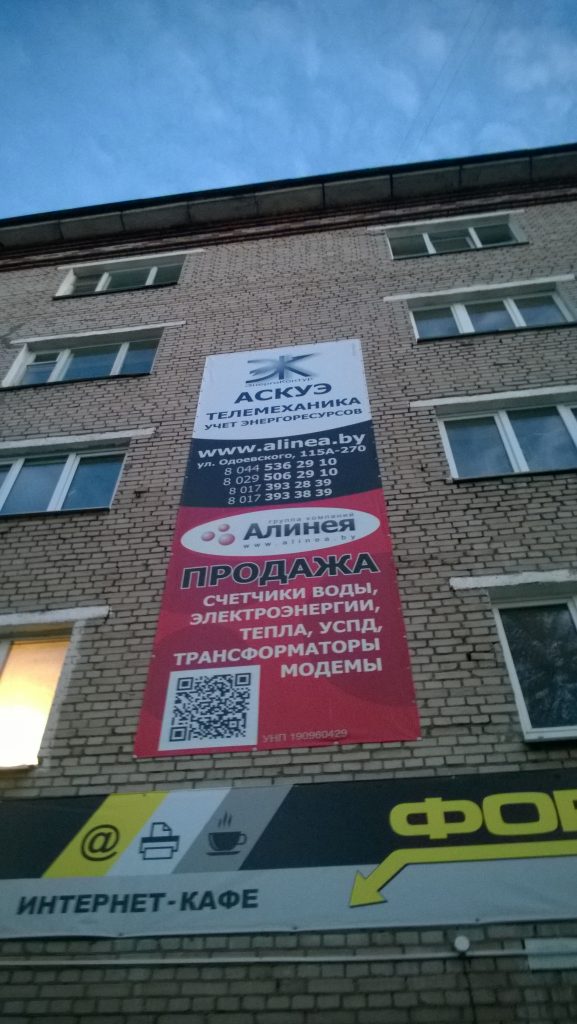 ЭК
ЭнергоКонтур
АСКУЭ
ТЕЛЕМЕХАНИКА
УЧЕТ ЭНЕРГОРЕСУРСОВ
www.alinea.by
ул. Одоевского, 115А-270
8 044 536 29 10
8 029 506 29 10
8 017 393 28 39
8 017 393 38 39
группа компаний
Алинея
www.alinea.by
ПРОДАЖА
СЧЕТЧИКИ ВОДЫ,
ЭЛЕКТРОЭНЕРГИИ,
ТЕПЛА, УСПД,
ТРАНСФОРМАТОРЫ
МОДЕМЫ
УНП 190960429
@
ИНТЕРНЕТ-КАФЕ